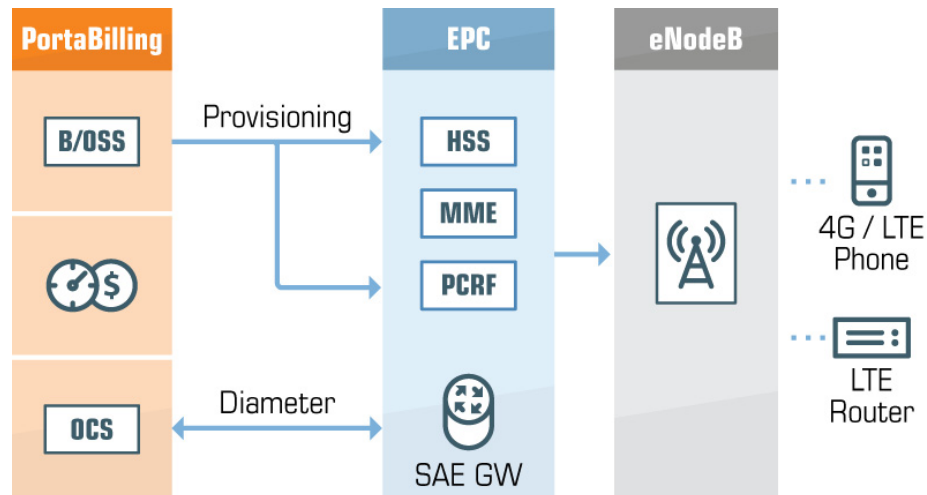 PortaBilling
EPC
eNodeB
B/OSS
Provisioning
HSS
MME
PCRF
$
4G / LTE
Phone
OCS
Diameter
SAE GW
LTE
Router